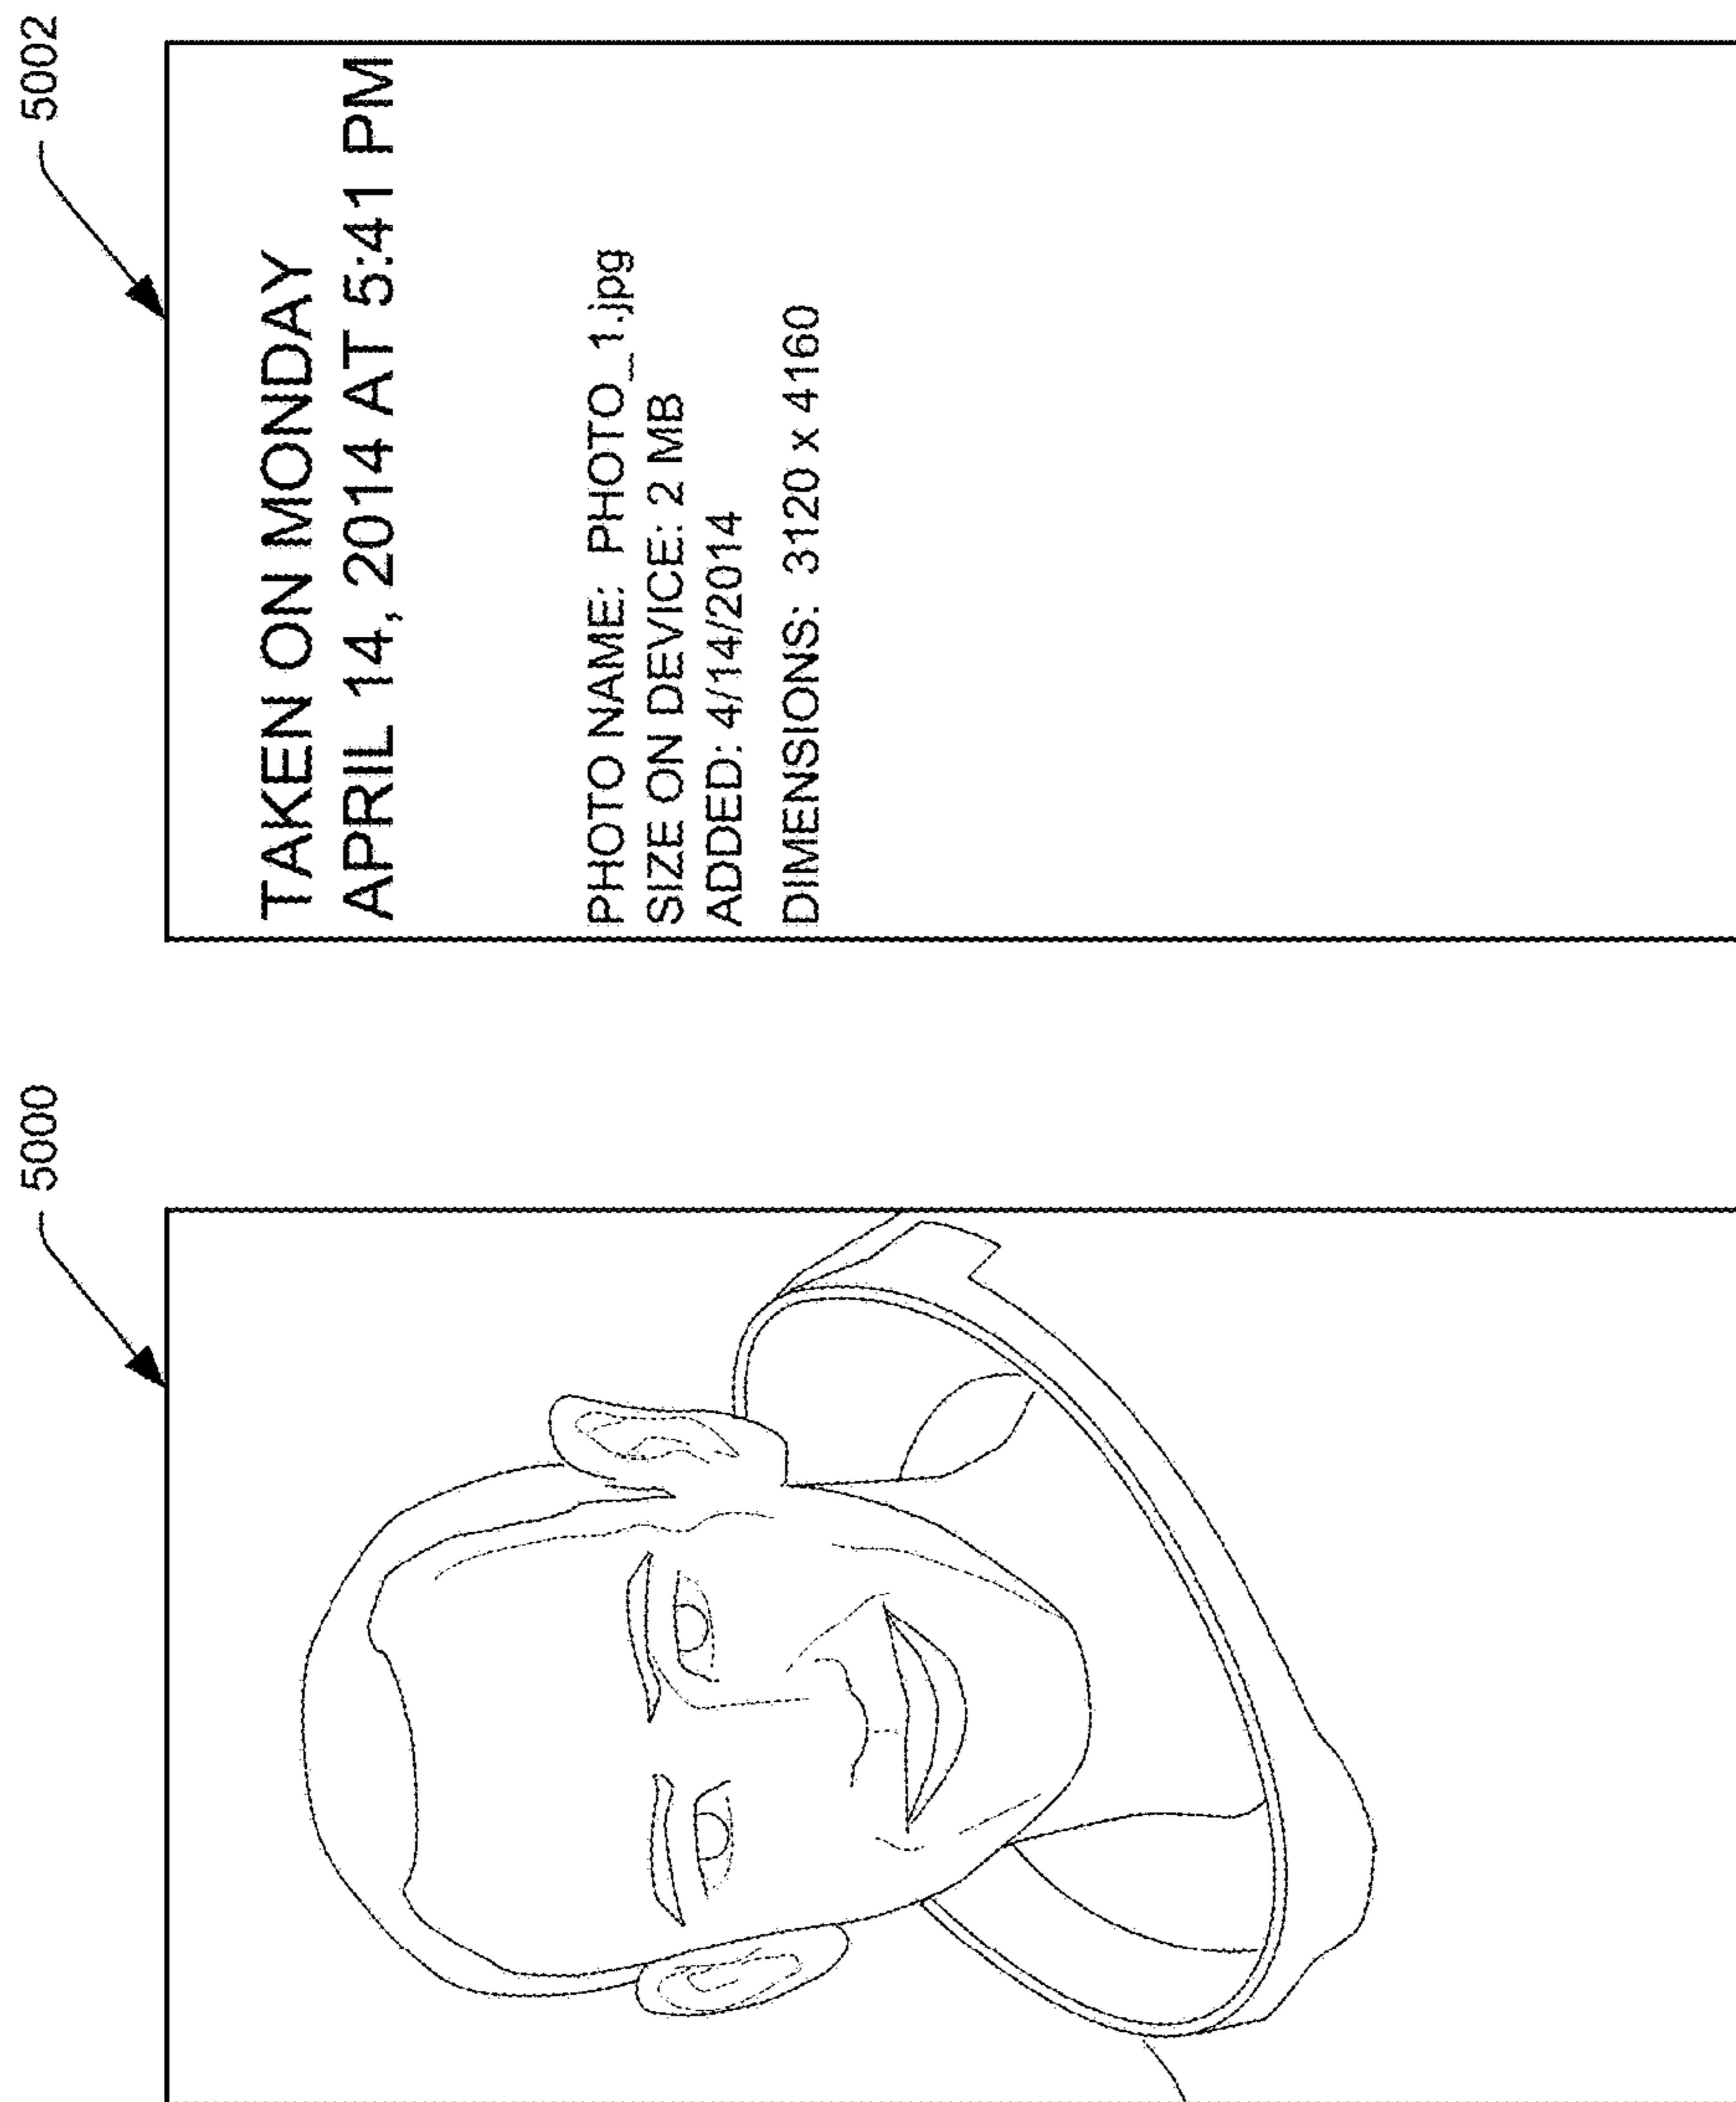 5000
5002
TAKEN ON MONDAY
APRIL 14, 2014 AT 5:41 PM
PHOTO NAME: PHOTO_1.jpg
SIZE ON DEVICE: 2 MB
ADDED: 4/14/2014
DIMENSIONS: 3120 x 4160